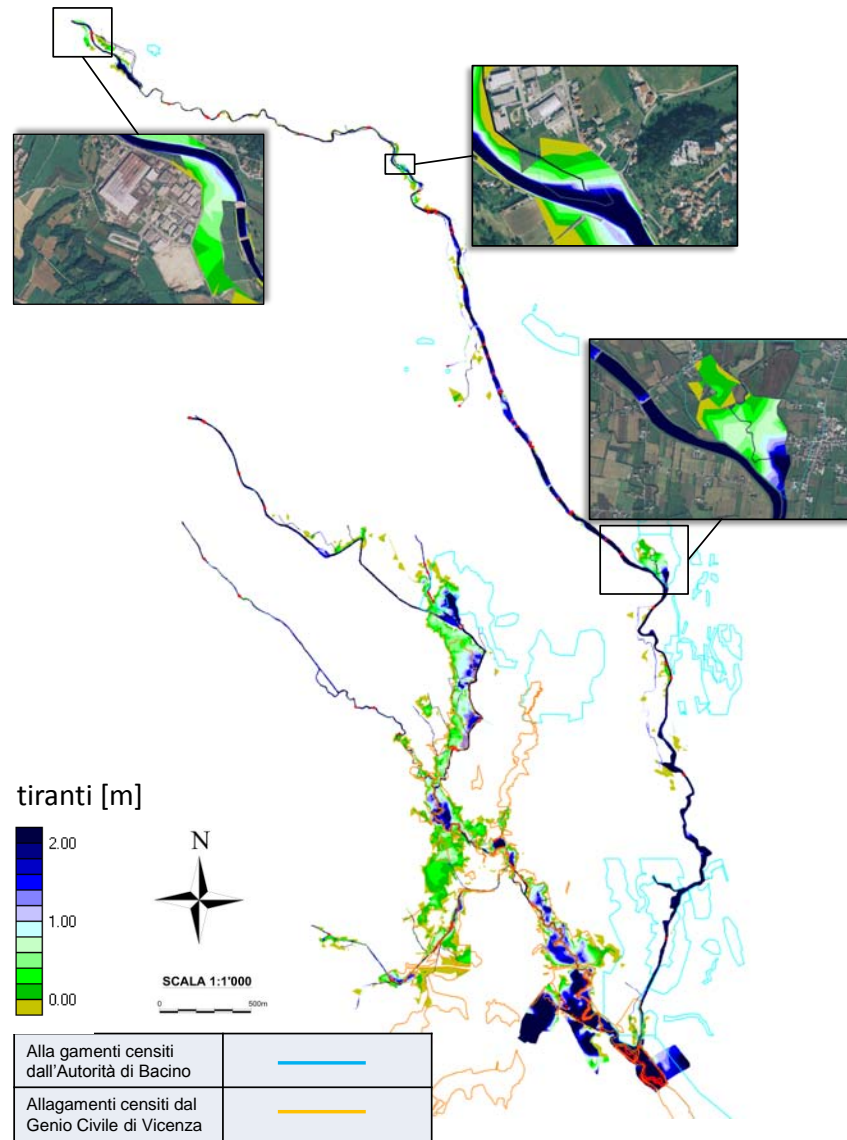 tiranti [m]
2.00
1.00
0.00
N
SCALA 1:1'000
0
500m
Alla gamenti censiti
dall'Autorità di Bacino
Allagamenti censiti dal
Genio Civile di Vicenza